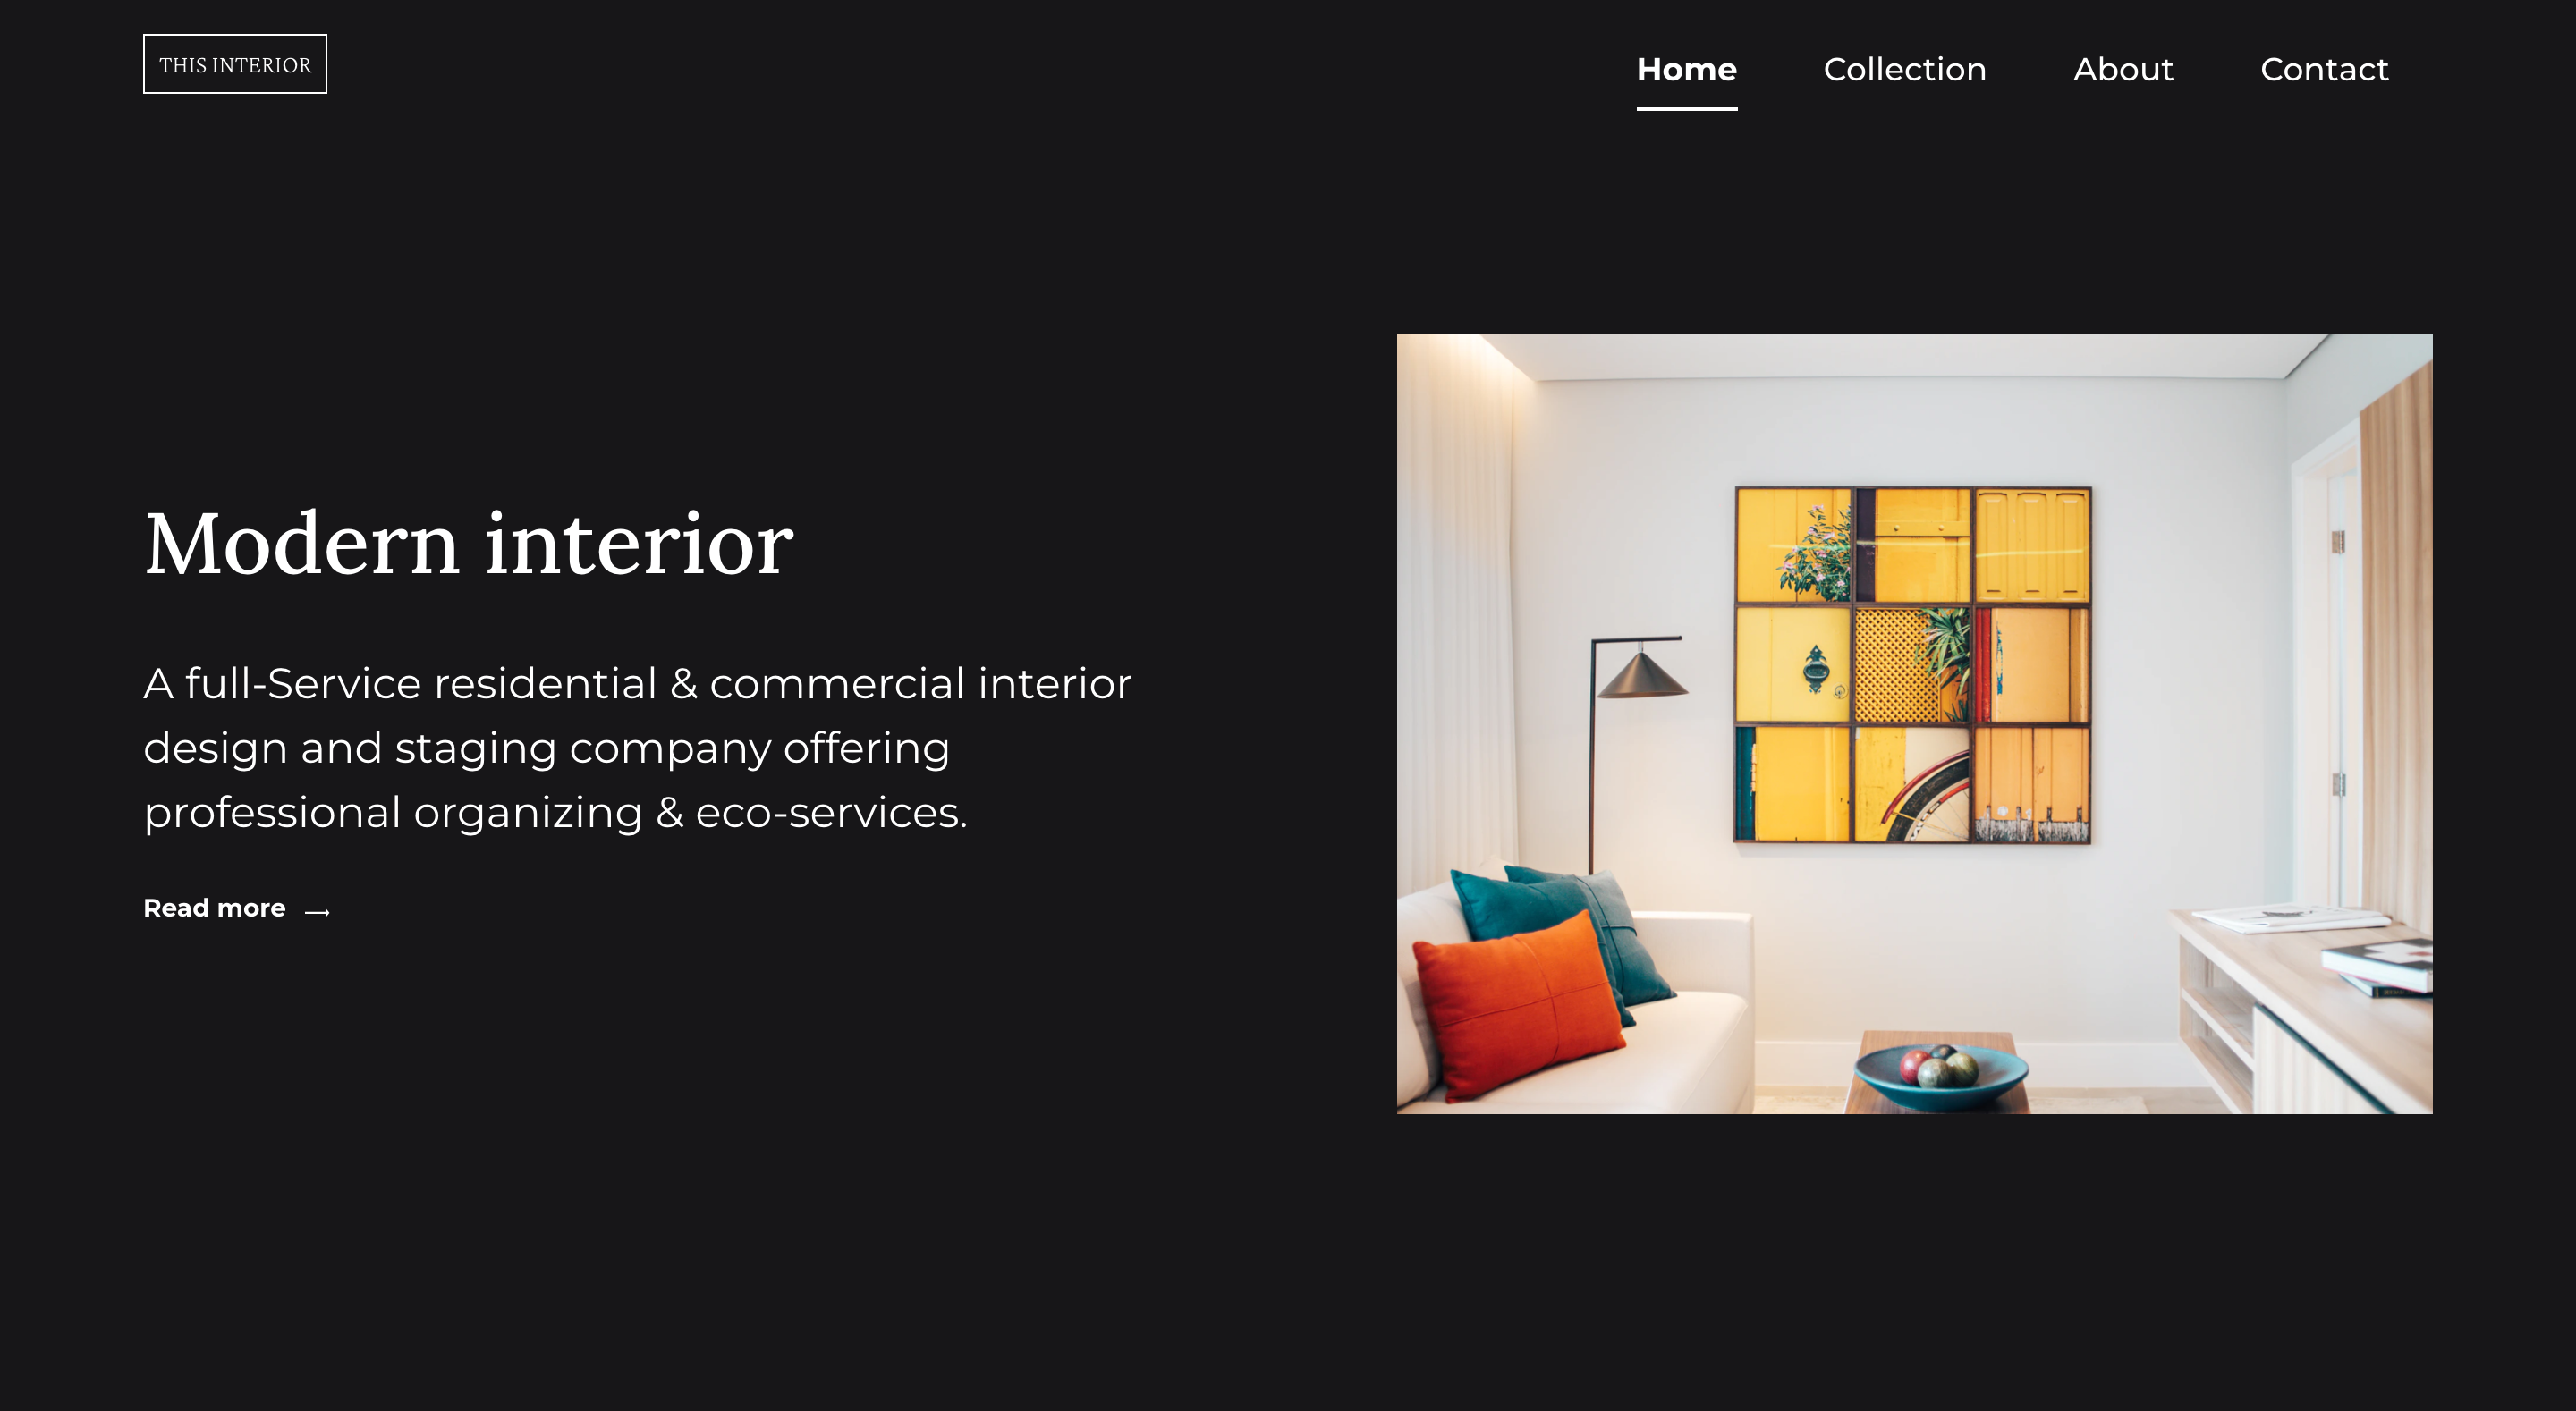 THIS INTERIOR
Home
Collection
About
Contact
Modern interior
A full-Service residential & commercial interior
design and staging company offering
professional organizing & eco-services.
Read more